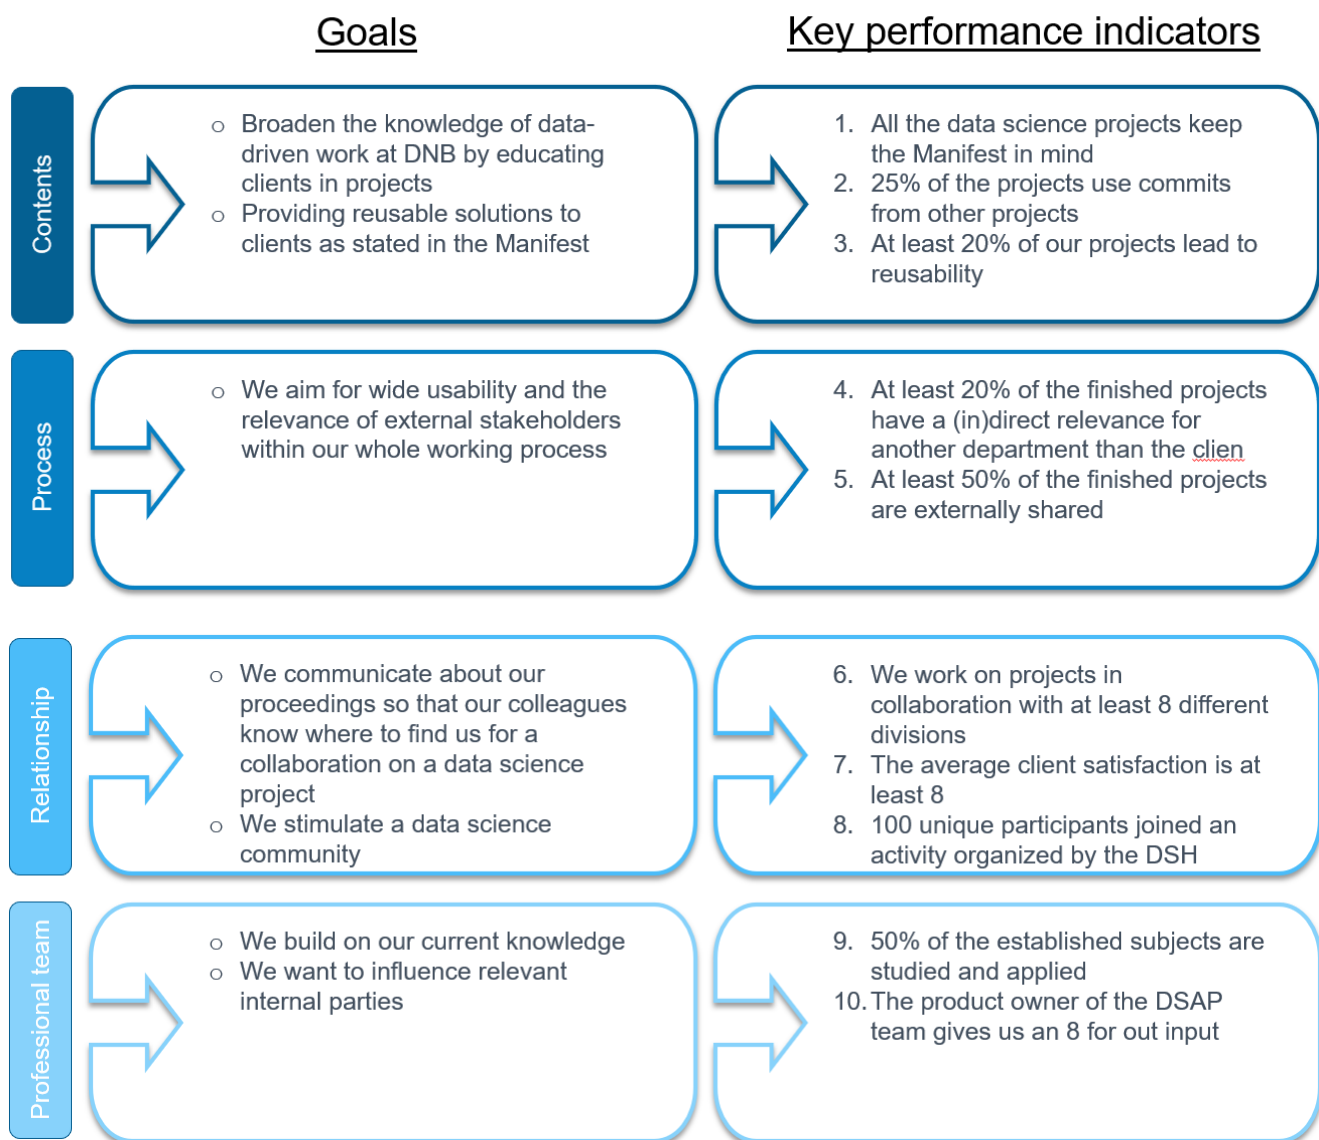 Goals
Key performance indicators
Contents
o Broaden the knowledge of data-
driven work at DNB by educating
clients in projects
o Providing reusable solutions to
clients as stated in the Manifest
1. All the data science projects keep
the Manifest in mind
2. 25% of the projects use commits
from other projects
3. At least 20% of our projects lead to
reusability
Process
o We aim for wide usability and the
relevance of external stakeholders
within our whole working process
4. At least 20% of the finished projects
have a (in)direct relevance for
another department than the clien
5. At least 50% of the finished projects
are externally shared
Relationship
o We communicate about our
proceedings so that our colleagues
know where to find us for a
collaboration on a data science
project
o We stimulate a data science
community
6. We work on projects in
collaboration with at least 8 different
divisions
7. The average client satisfaction is at
least 8
8. 100 unique participants joined an
activity organized by the DSH
Professional team
o We build on our current knowledge
o We want to influence relevant
internal parties
9. 50% of the established subjects are
studied and applied
10. The product owner of the DSAP
team gives us an 8 for out input